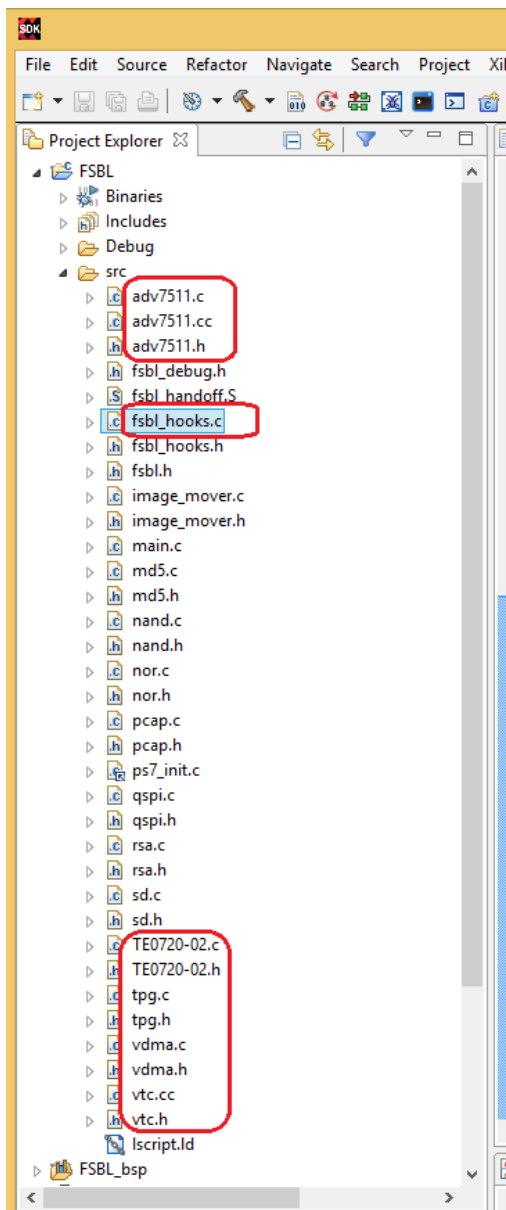 SDK
File Edit Source Refactor Navigate Search Project Xil
Project Explorer
FSBL
Binaries
Includes
Debug
src
adv7511.c
adv7511.cc
adv7511.h
fsbl_debug.h
fsbl_handoff.S
fsbl_hooks.c
fsbl_hooks.h
fsbl.h
image_mover.c
image_mover.h
main.c
md5.c
md5.h
nand.c
nand.h
nor.c
nor.h
pcap.c
pcap.h
ps7_init.c
qspi.c
qspi.h
rsa.c
rsa.h
sd.c
sd.h
TE0720-02.c
TE0720-02.h
tpg.c
tpg.h
vdma.c
vdma.h
vtc.cc
vtc.h
lscript.ld
FSBL_bsp